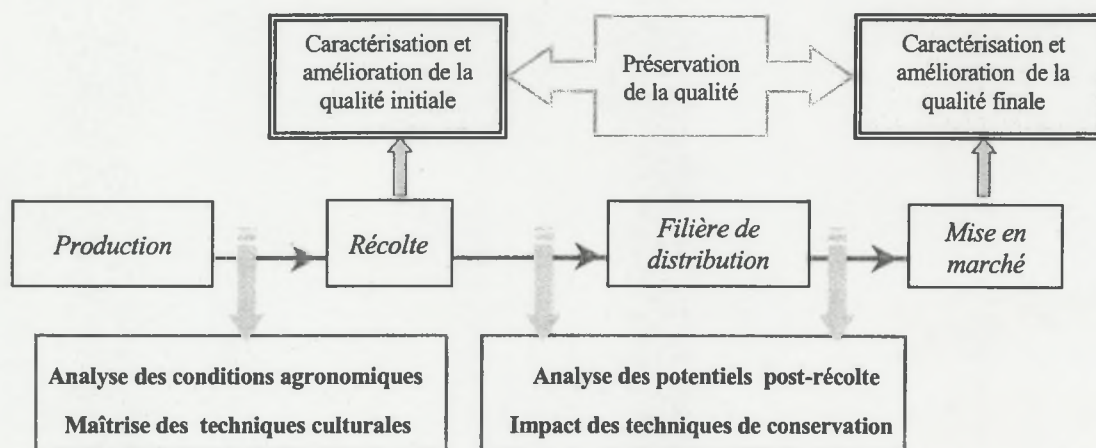 Caractérisation et
amélioration de la
qualité initiale
Préservation
de la qualité
Caractérisation et
amélioration de la
qualité finale
Production
Récolte
Filière de
distribution
Mise en
marché
Analyse des conditions agronomiques
Maîtrise des techniques culturales
Analyse des potentiels post-récolte
Impact des techniques de conservation